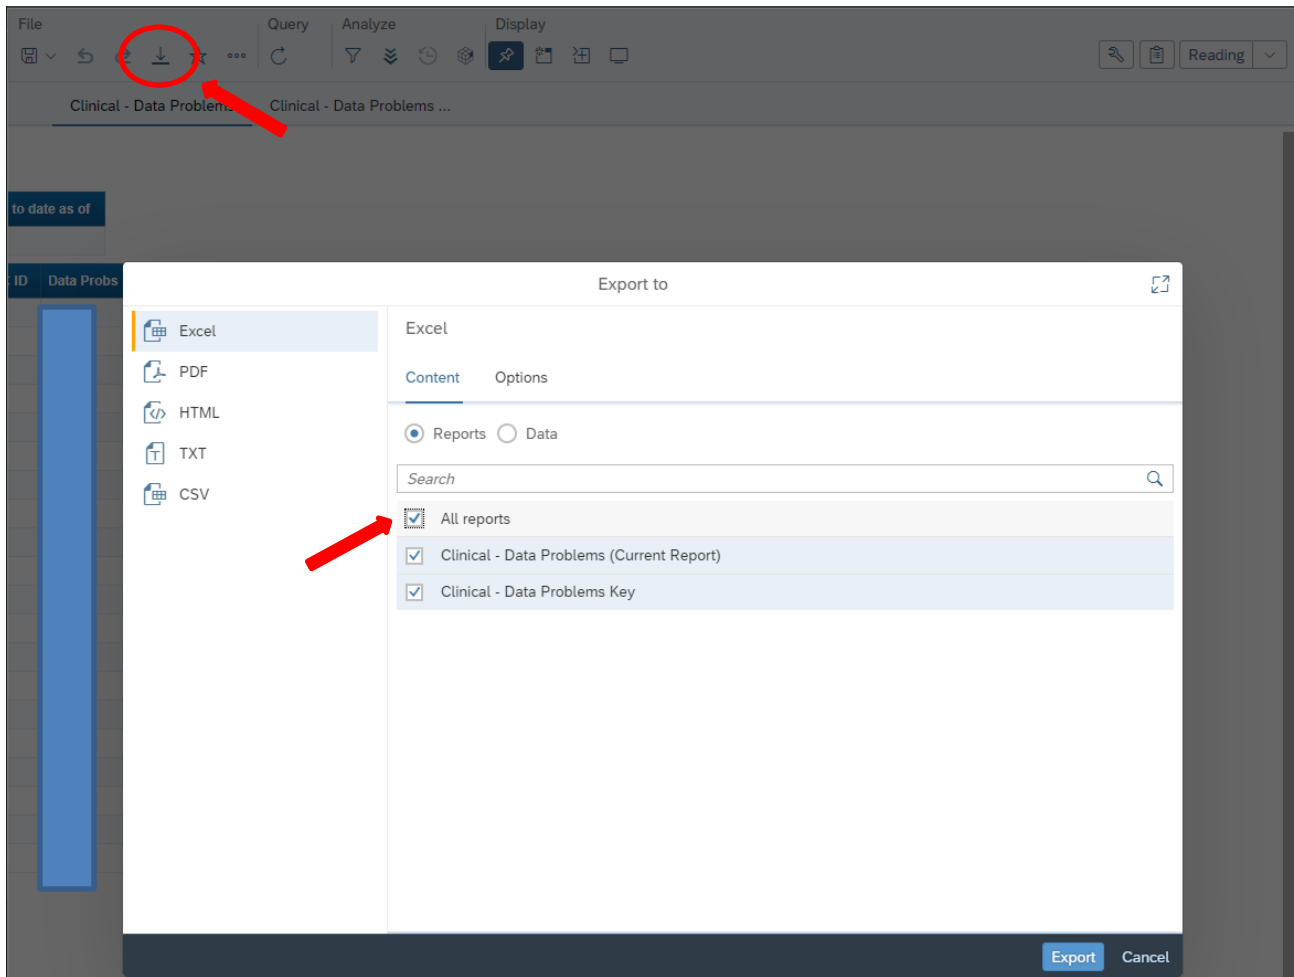 File Query Analyze Display
Reading
Clinical - Data Problems Clinical - Data Problems ...
to date as of
ID Data Probs
Export to
Excel
PDF
HTML
TXT
CSV
Excel
Content Options
Reports Data
Search
All reports
Clinical - Data Problems (Current Report)
Clinical - Data Problems Key
Export Cancel